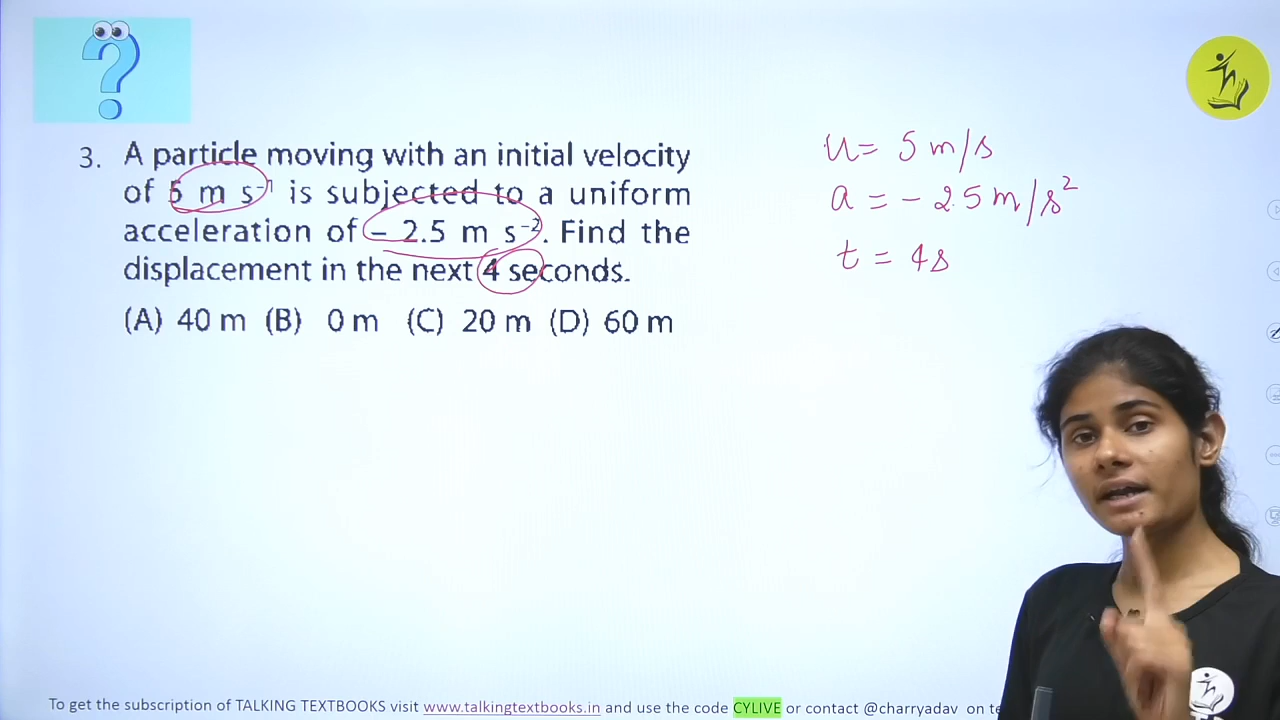 3. A particle moving with an initial velocity
of 5 m s⁻¹ is subjected to a uniform
acceleration of – 2.5 m s⁻². Find the
displacement in the next 4 seconds.
(A) 40 m (B) 0 m (C) 20 m (D) 60 m
u = 5 m/s
a = - 2.5 m/s²
t = 4s
To get the subscription of TALKING TEXTBOOKS visit www.talkingtextbooks.in and use the code CYLIVE or contact @charryadav on te